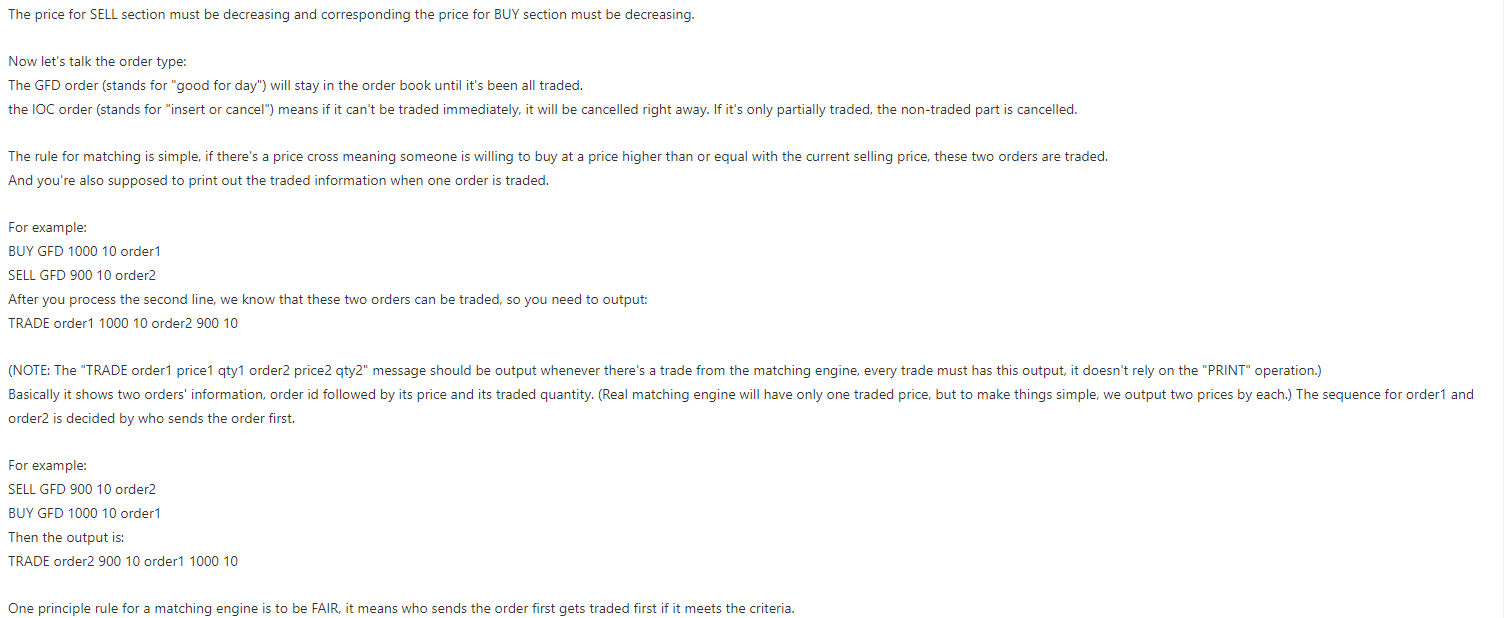 The price for SELL section must be decreasing and corresponding the price for BUY section must be decreasing.
Now let's talk the order type:
The GFD order (stands for "good for day") will stay in the order book until it's been all traded.
the IOC order (stands for "insert or cancel") means if it can't be traded immediately, it will be cancelled right away. If it's only partially traded, the non-traded part is cancelled.
The rule for matching is simple, if there's a price cross meaning someone is willing to buy at a price higher than or equal with the current selling price, these two orders are traded.
And you're also supposed to print out the traded information when one order is traded.
For example:
BUY GFD 1000 10 order1
SELL GFD 900 10 order2
After you process the second line, we know that these two orders can be traded, so you need to output:
TRADE order1 1000 10 order2 900 10
(NOTE: The "TRADE order1 price1 qty1 order2 price2 qty2" message should be output whenever there's a trade from the matching engine, every trade must has this output, it doesn't rely on the "PRINT" operation.)
Basically it shows two orders' information, order id followed by its price and its traded quantity. (Real matching engine will have only one traded price, but to make things simple, we output two prices by each.) The sequence for order1 and
order2 is decided by who sends the order first.
For example:
SELL GFD 900 10 order2
BUY GFD 1000 10 order1
Then the output is:
TRADE order2 900 10 order1 1000 10
One principle rule for a matching engine is to be FAIR, it means who sends the order first gets traded first if it meets the criteria.